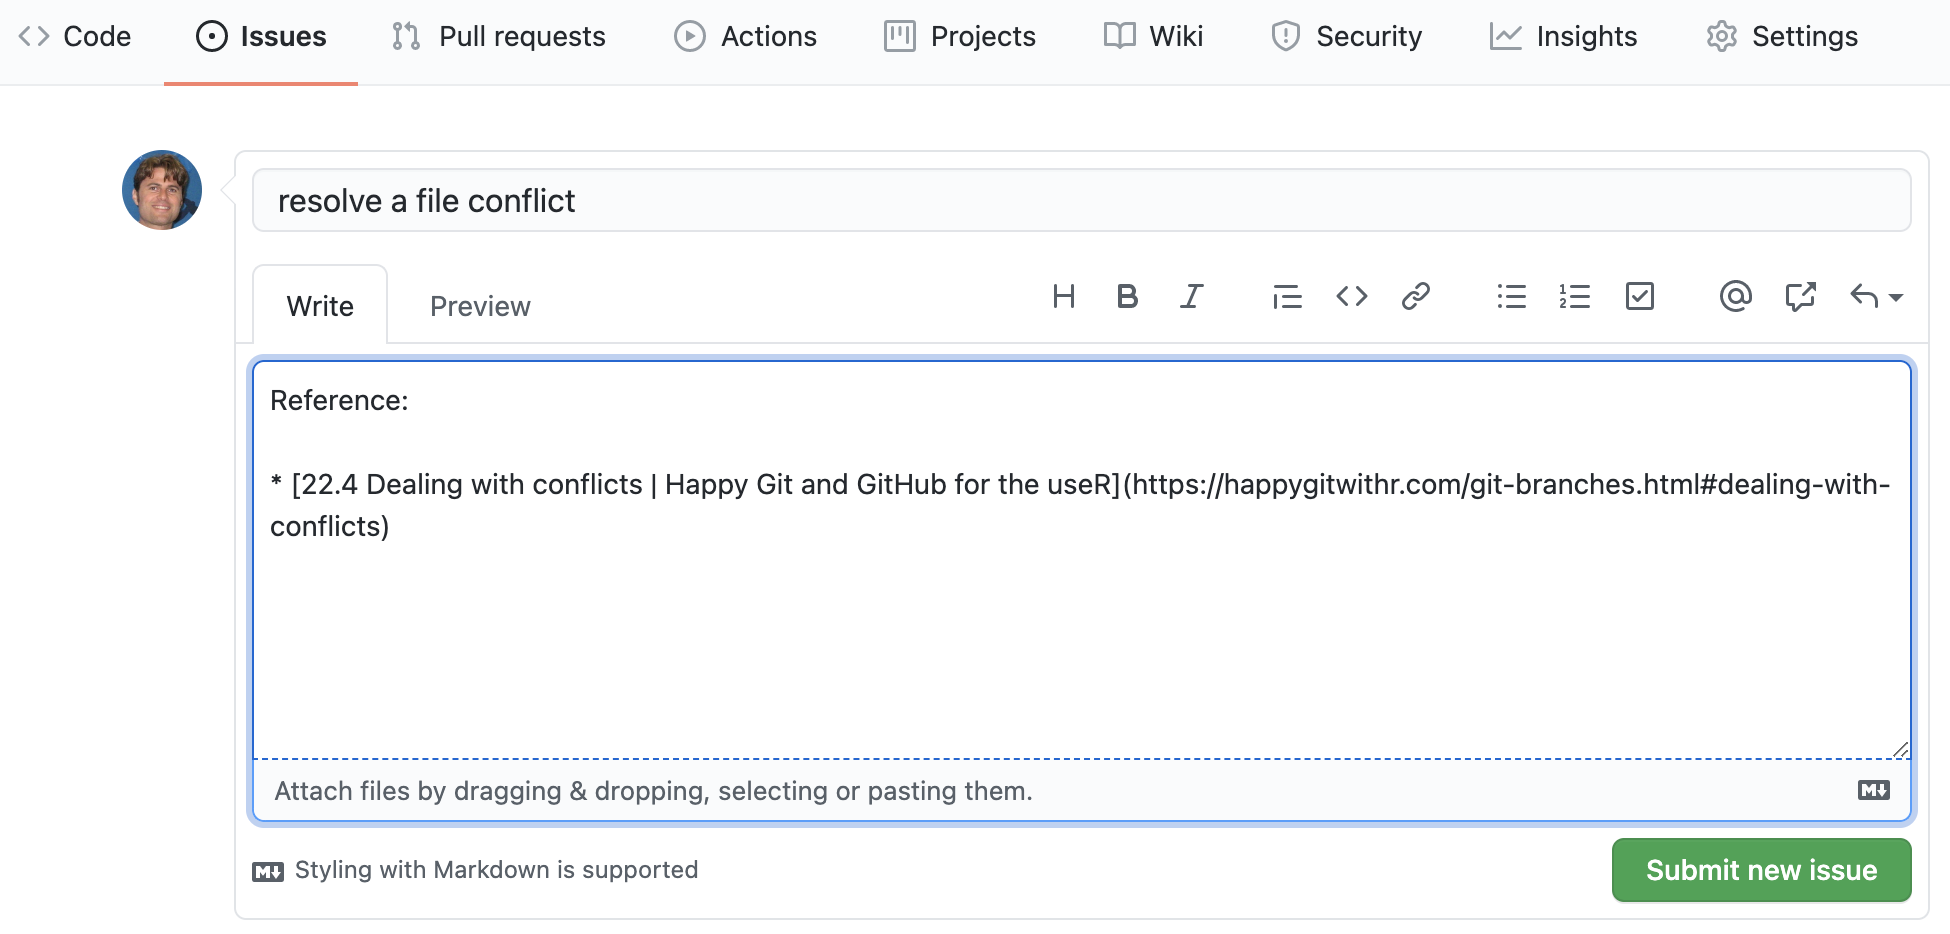 Code Issues Pull requests Actions Projects Wiki Security Insights Settings
resolve a file conflict
Write Preview
Reference:
* [22.4 Dealing with conflicts | Happy Git and GitHub for the useR](https://happygitwithr.com/git-branches.html#dealing-with-
conflicts)
Attach files by dragging & dropping, selecting or pasting them.
Styling with Markdown is supported
Submit new issue